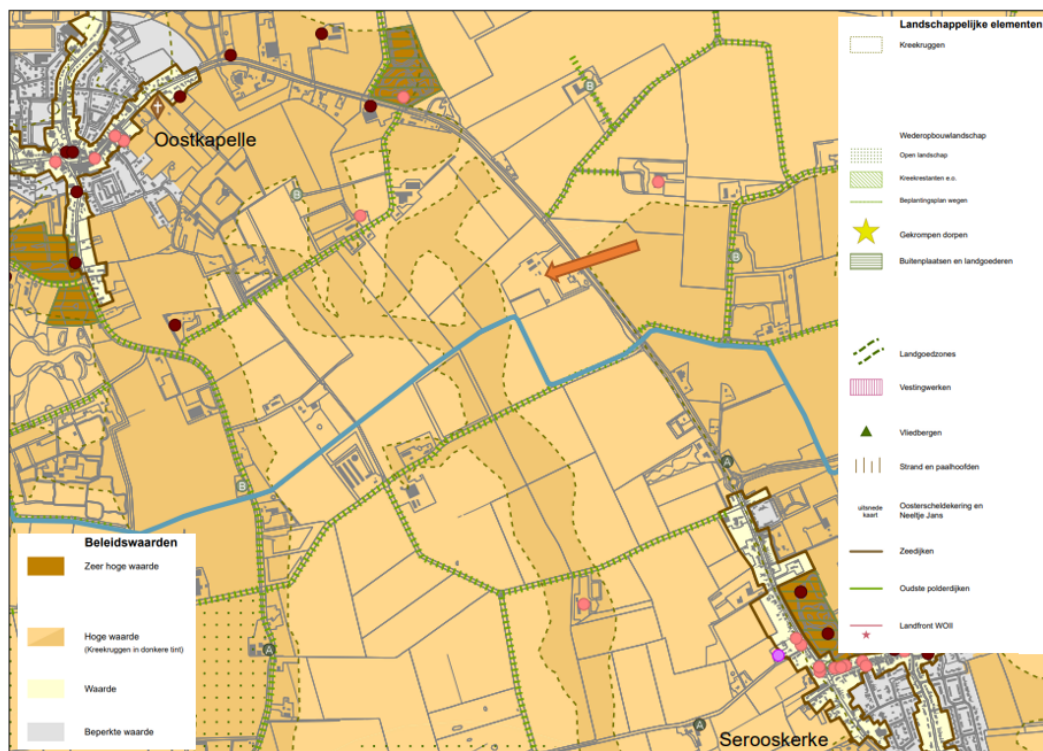 Landschappelijke elementen
Kreekruggen
Wederopbouwlandschap
Open landschap
Kreekrestanten e.o.
Beplantingsplan wegen
Gekrompen dorpen
Buitenplaatsen en landgoederen
Landgoedzones
Vestingwerken
Vliedbergen
Strand en paalhoofden
uitsnede
kaart
Oosterscheldekering en
Neeltje Jans
Zeedijken
Oudste polderdijken
Landfront WOII
Oostkapelle
B
B
B
B
A
A
A
Beleidswaarden
Zeer hoge waarde
Hoge waarde
(Kreekruggen in donkere tint)
Waarde
Beperkte waarde
Serooskerke